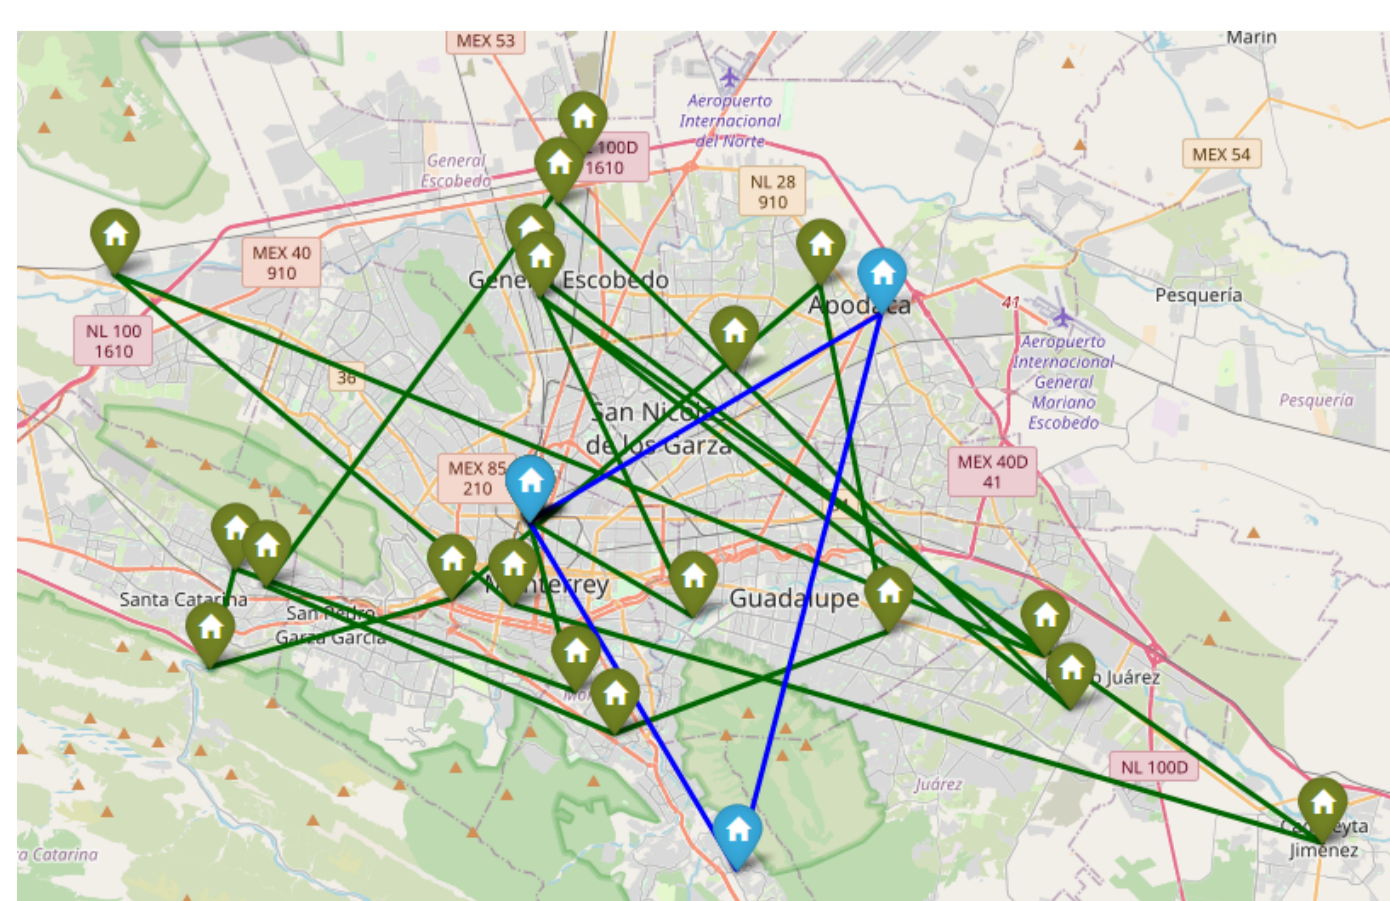 MEX 53
Marin
Aeropuerto
Internacional
del Norte
100D
1610
General
Escobedo
MEX 54
NL 28
910
MEX 40
910
General Escobedo
Apodaca
Pesquería
41
NL 100
1610
Aeropuerto
Internacional
General
Mariano
Escobedo
36
Pesquería
San Nicolás
de los Garza
MEX 85
210
MEX 40D
41
Monterrey
Santa Catarina
San Pedro
Garza García
Guadalupe
Juárez
NL 100D
Juárez
Cadereyta
Jiménez
Catarina